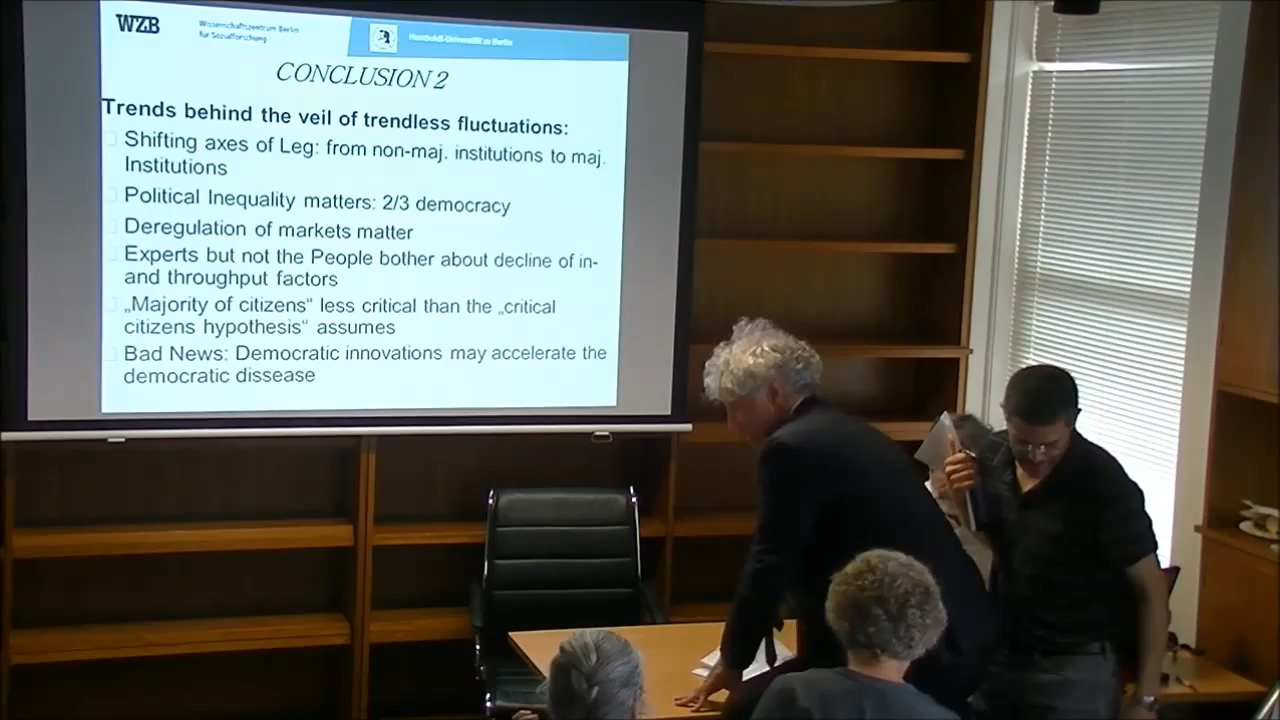 WZB
Wissenschaftszentrum Berlin
für Sozialforschung
Humboldt-Universität zu Berlin
CONCLUSION 2
Trends behind the veil of trendless fluctuations:
Shifting axes of Leg: from non-maj. institutions to maj.
Institutions
Political Inequality matters: 2/3 democracy
Deregulation of markets matter
Experts but not the People bother about decline of in-
and throughput factors
„Majority of citizens“ less critical than the „critical
citizens hypothesis“ assumes
Bad News: Democratic innovations may accelerate the
democratic dissease